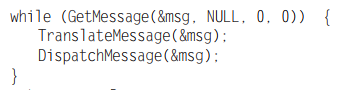 while (GetMessage(&msg, NULL, 0, 0))  {
    TranslateMessage(&msg);
    DispatchMessage(&msg);
}